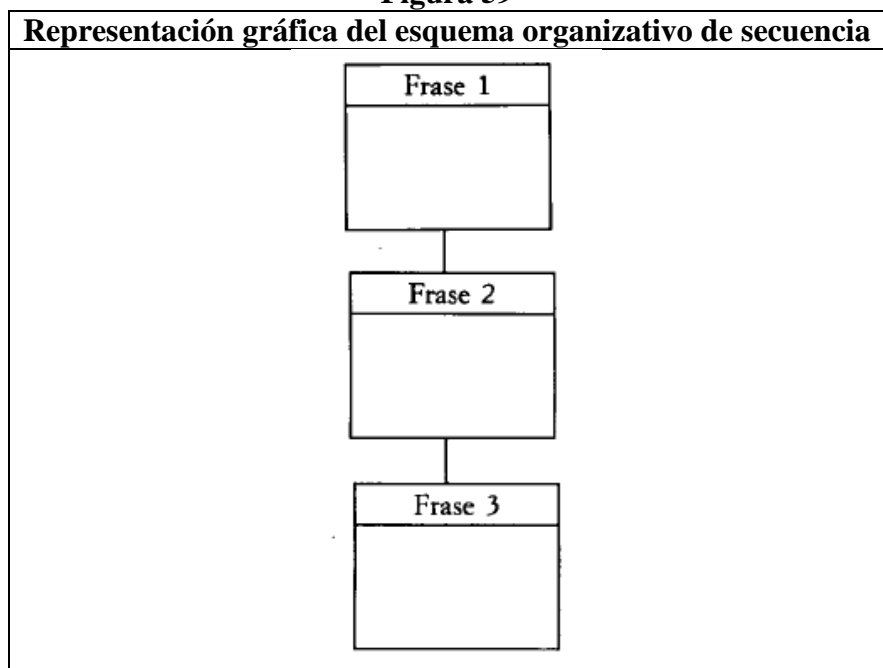 Representación gráfica del esquema organizativo de secuencia
Frase 1
Frase 2
Frase 3